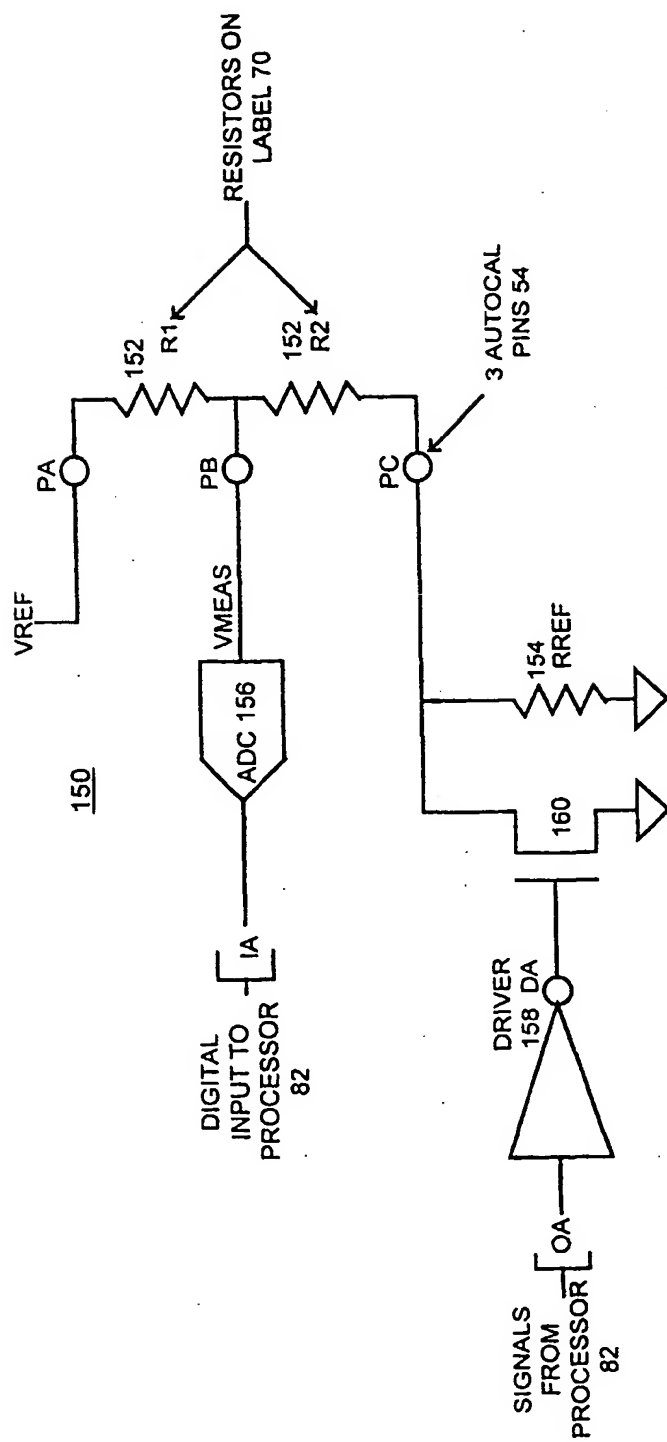 VREF
PA
152
R1
RESISTORS ON
LABEL 70
152
R2
PB
VMEAS
ADC 156
150
IA
DIGITAL
INPUT TO
PROCESSOR
82
PC
3 AUTOCAL
PINS 54
154
RREF
160
DRIVER
158 DA
OA
SIGNALS
FROM
PROCESSOR
82